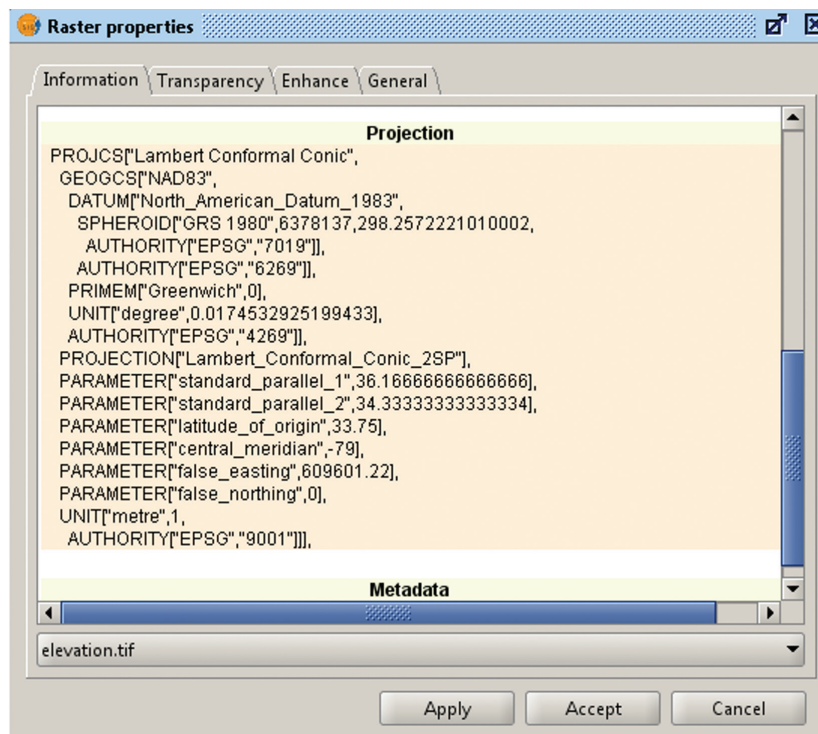 Raster properties
Information Transparency Enhance General
Projection
PROJCS["Lambert Conformal Conic",
GEOGCS["NAD83",
DATUM["North_American_Datum_1983",
SPHEROID["GRS 1980",6378137,298.2572221010002,
AUTHORITY["EPSG","7019"]],
AUTHORITY["EPSG","6269"]],
PRIMEM["Greenwich",0],
UNIT["degree",0.0174532925199433],
AUTHORITY["EPSG","4269"]],
PROJECTION["Lambert_Conformal_Conic_2SP"],
PARAMETER["standard_parallel_1",36.16666666666666],
PARAMETER["standard_parallel_2",34.33333333333334],
PARAMETER["latitude_of_origin",33.75],
PARAMETER["central_meridian",-79],
PARAMETER["false_easting",609601.22],
PARAMETER["false_northing",0],
UNIT["metre",1,
AUTHORITY["EPSG","9001"]]],
Metadata
elevation.tif
Apply Accept Cancel